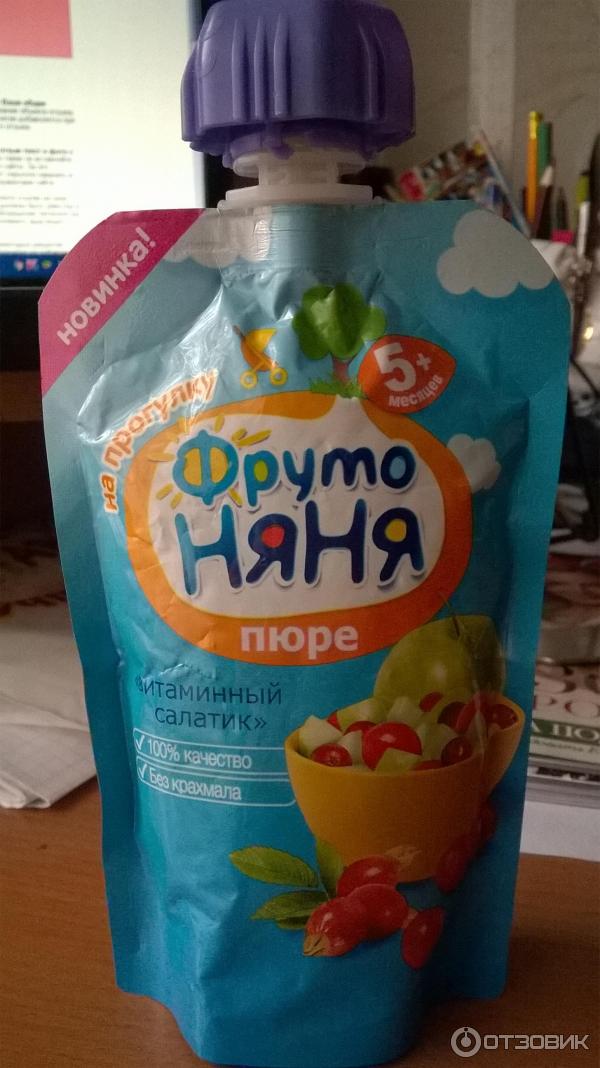 НОВИНКА!
на прогулку
5+
месяцев
Фруто
НЯНЯ
пюре
«Витаминный
салатик»
100% качество
Без крахмала
ОТЗОВИК